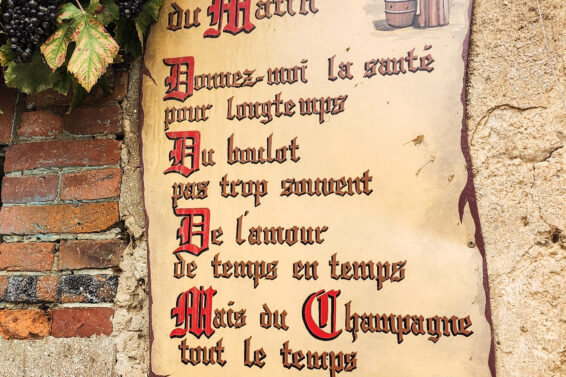 du Matin
Donnez-moi la santé
pour longtemps
Du boulot
pas trop souvent
De l'amour
de temps en temps
Mais du Champagne
tout le temps